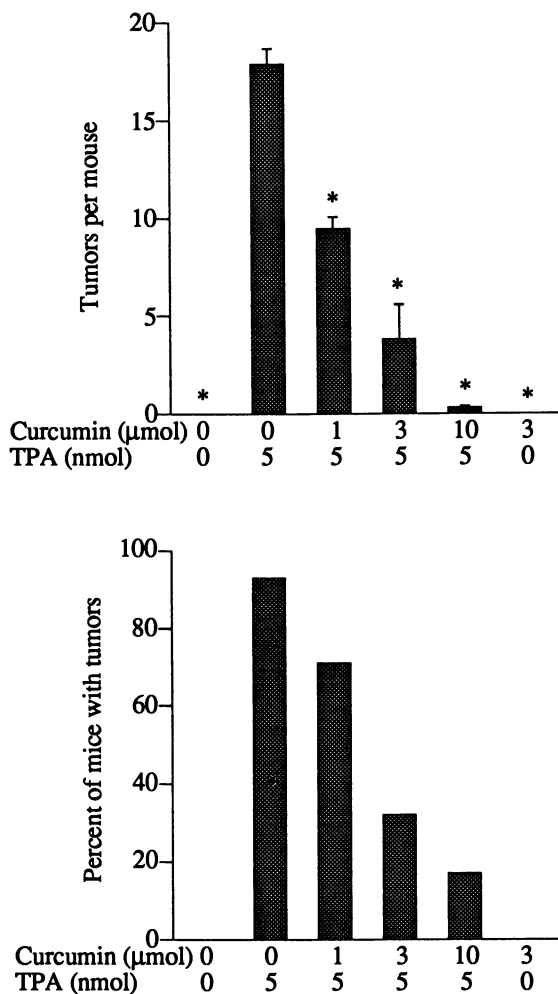 Tumors per mouse
20
15
10
5
0
*
*
*
*
*
Curcumin (μmol) 0 0 1 3 10 3
TPA (nmol) 0 5 5 5 5 0
Percent of mice with tumors
100
80
60
40
20
0
Curcumin (μmol) 0 0 1 3 10 3
TPA (nmol) 0 5 5 5 5 0